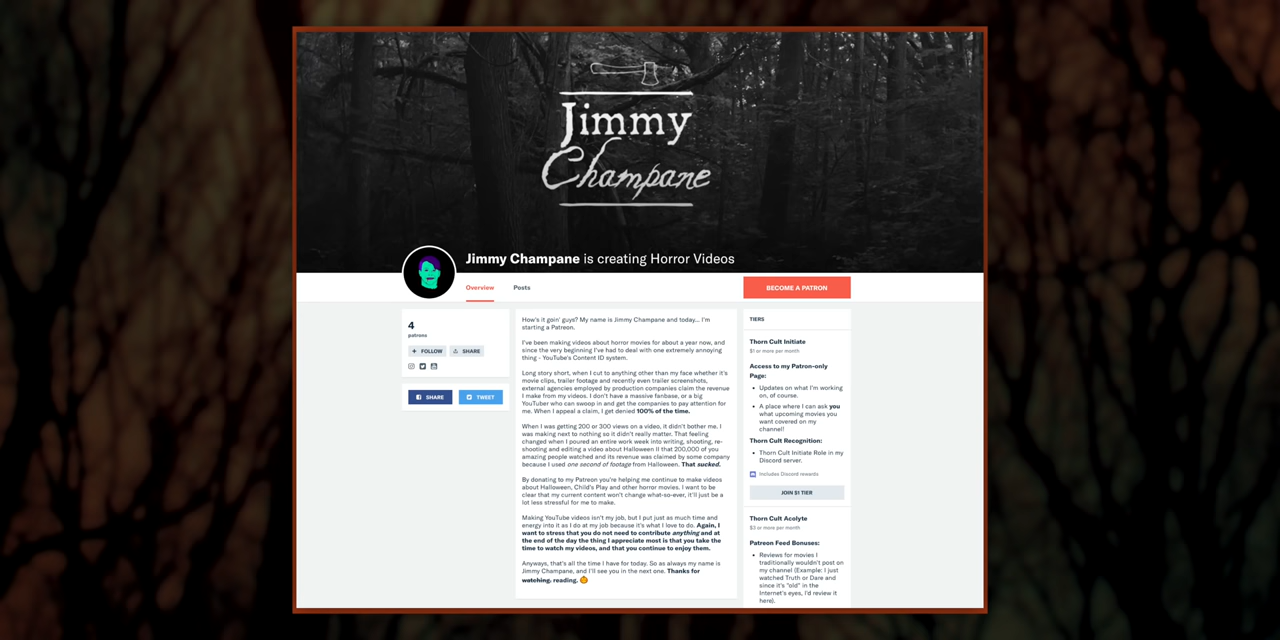 Jimmy
Champane
Jimmy Champane is creating Horror Videos
Overview
Posts
BECOME A PATRON
4
patrons
FOLLOW
SHARE
SHARE
TWEET
How's it goin' guys? My name is Jimmy Champane and today... I'm
starting a Patreon.
I've been making videos about horror movies for about a year now, and
since the very beginning I've had to deal with one extremely annoying
thing - YouTube's Content ID system.
Long story short, when I cut to anything other than my face whether it's
movie clips, trailer footage and recently even trailer screenshots,
external agencies employed by production companies claim the revenue
I make from my videos. I don't have a massive fanbase, or a big
YouTuber who can swoop in and get the companies to pay attention for
me. When I appeal a claim, I get denied 100% of the time.
When I was getting 200 or 300 views on a video, it didn't bother me. I
was making next to nothing so it didn't really matter. That feeling
changed when I poured an entire work week into writing, shooting, re-
shooting and editing a video about Halloween II that 200,000 of you
amazing people watched and its revenue was claimed by some company
because I used one second of footage from Halloween. That sucked.
By donating to my Patreon you're helping me continue to make videos
about Halloween, Child's Play and other horror movies. I want to be
clear that my current content won't change what-so-ever, it'll just be a
lot less stressful for me to make.
Making YouTube videos isn't my job, but I put just as much time and
energy into it as I do at my job because it's what I love to do. Again, I
want to stress that you do not need to contribute anything and at
the end of the day the thing I appreciate most is that you take the
time to watch my videos, and that you continue to enjoy them.
Anyways, that's all the time I have for today. So as always my name is
Jimmy Champane, and I'll see you in the next one. Thanks for
watching. reading.
TIERS
Thorn Cult Initiate
$1 or more per month
Access to my Patron-only
Page:
Updates on what I'm working
on, of course.
A place where I can ask you
what upcoming movies you
want covered on my
channel!
Thorn Cult Recognition:
Thorn Cult Initiate Role in my
Discord server.
Includes Discord rewards
JOIN $1 TIER
Thorn Cult Acolyte
$3 or more per month
Patreon Feed Bonuses:
Reviews for movies I
traditionally wouldn't post on
my channel (Example: I just
watched Truth or Dare and
since it's "old" in the
Internet's eyes, I'd review it
here).